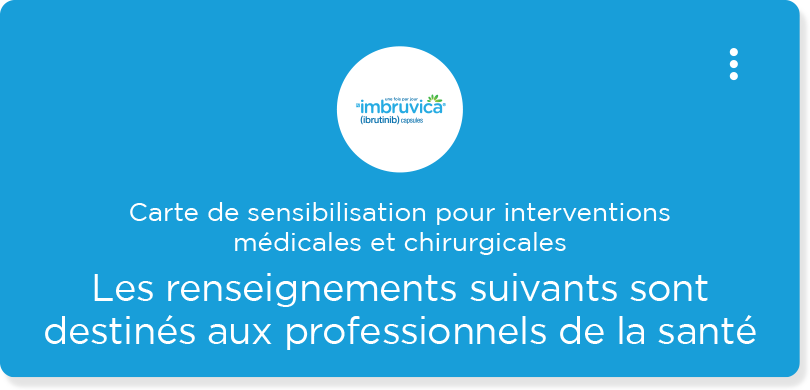 une fois par jour
imbruvica®
(ibrutinib) capsules
Carte de sensibilisation pour interventions
médicales et chirurgicales
Les renseignements suivants sont
destinés aux professionnels de la santé